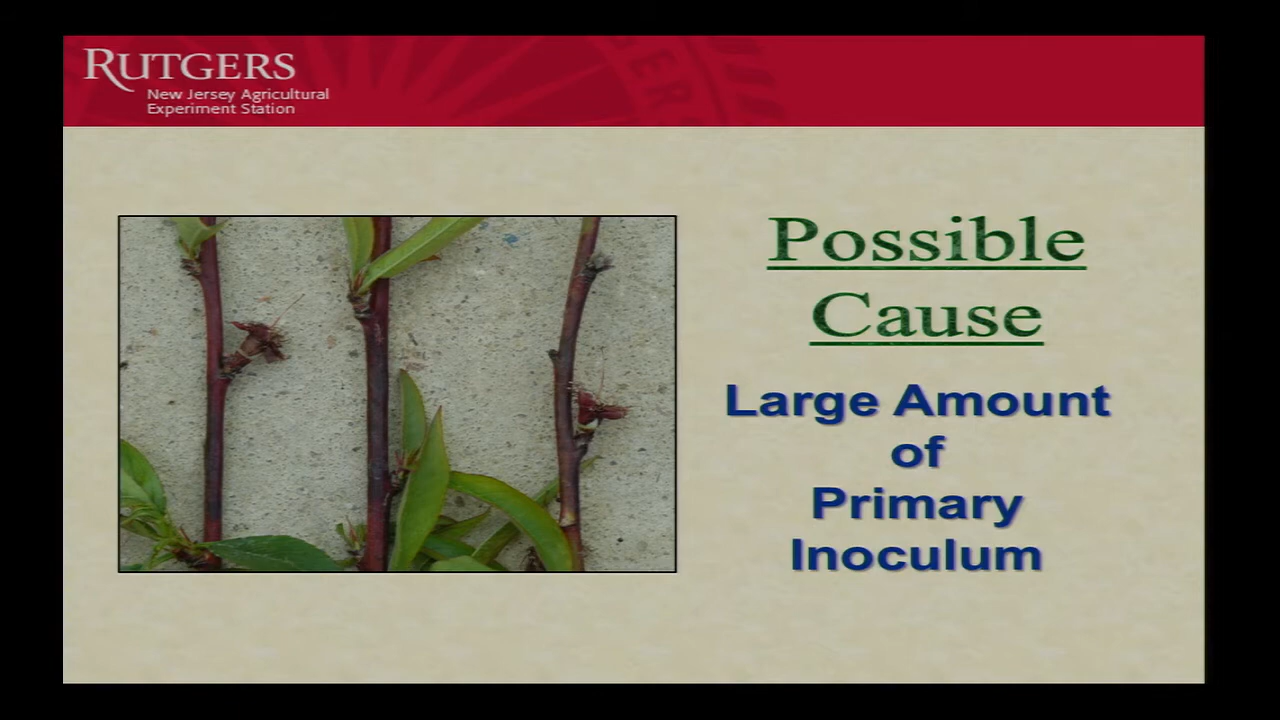 RUTGERS
New Jersey Agricultural
Experiment Station
Possible
Cause
Large Amount
of
Primary
Inoculum